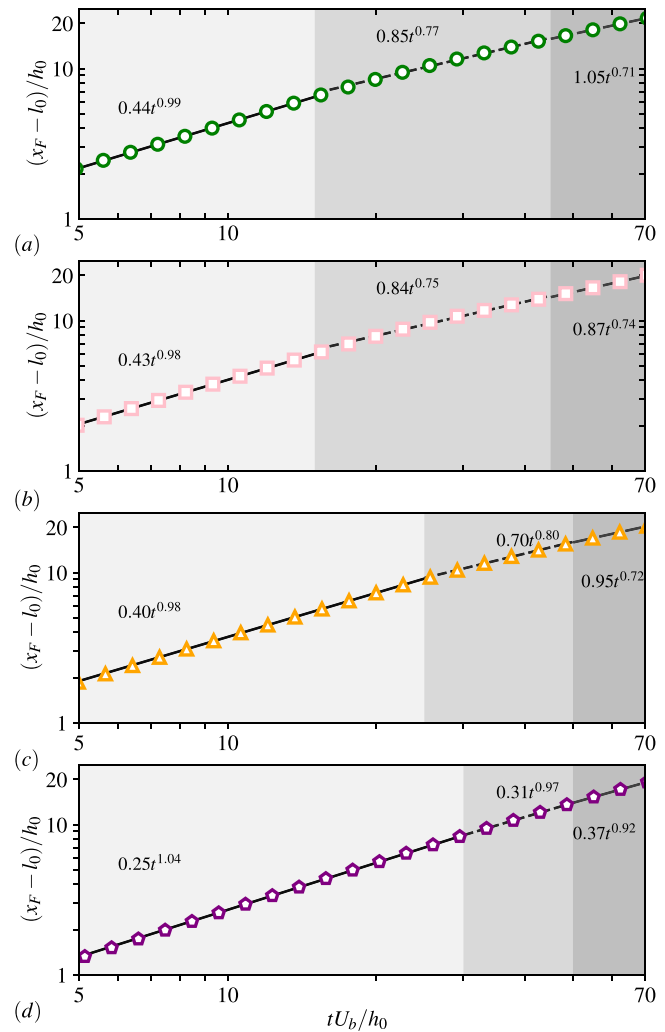 20
10
1
(x_F − l_0)/h_0
0.44t^{0.99}
0.85t^{0.77}
1.05t^{0.71}
5
10
70
(a)
20
10
1
(x_F − l_0)/h_0
0.43t^{0.98}
0.84t^{0.75}
0.87t^{0.74}
5
10
70
(b)
20
10
1
(x_F − l_0)/h_0
0.40t^{0.98}
0.70t^{0.80}
0.95t^{0.72}
5
10
70
(c)
20
10
1
(x_F − l_0)/h_0
0.25t^{1.04}
0.31t^{0.97}
0.37t^{0.92}
5
10
70
(d)
tU_b/h_0